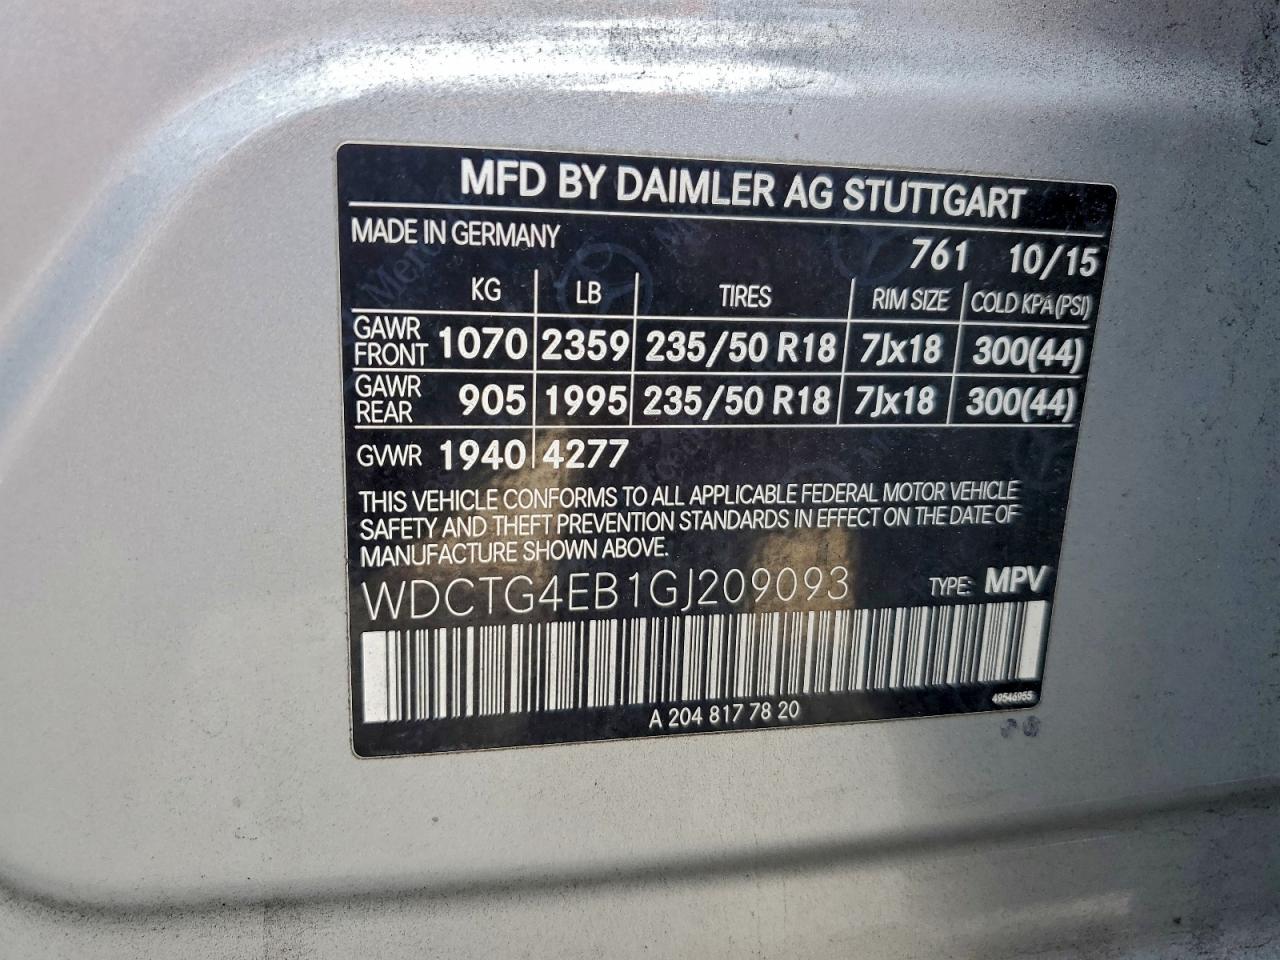 MFD BY DAIMLER AG STUTTGART
MADE IN GERMANY 761 10/15
KG LB TIRES RIM SIZE COLD KPA(PSI)
GAWR FRONT 1070 2359 235/50 R18 7Jx18 300(44)
GAWR REAR 905 1995 235/50 R18 7Jx18 300(44)
GVWR 1940 4277
THIS VEHICLE CONFORMS TO ALL APPLICABLE FEDERAL MOTOR VEHICLE
SAFETY AND THEFT PREVENTION STANDARDS IN EFFECT ON THE DATE OF
MANUFACTURE SHOWN ABOVE.
WDCTG4EB1GJ209093 TYPE: MPV
49546955
A 204 817 78 20